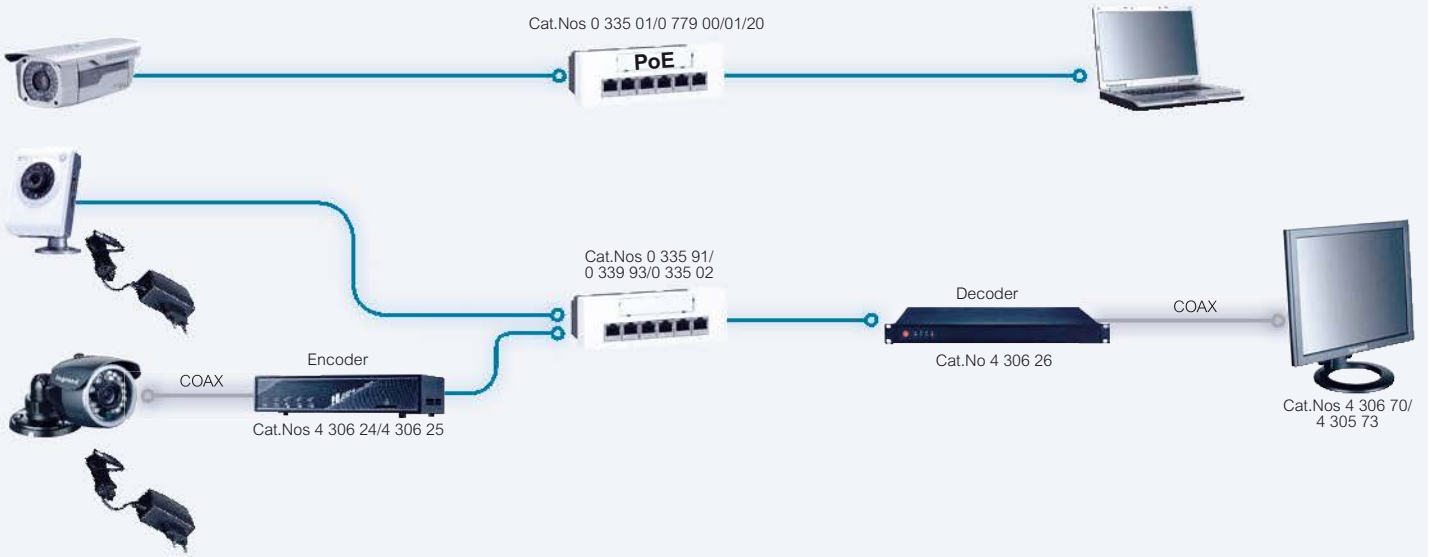 Cat.Nos 0 335 01/0 779 00/01/20
PoE
Cat.Nos 0 335 91/
0 339 93/0 335 02
Decoder
COAX
Cat.No 4 306 26
Encoder
COAX
Cat.Nos 4 306 24/4 306 25
Cat.Nos 4 306 70/
4 305 73